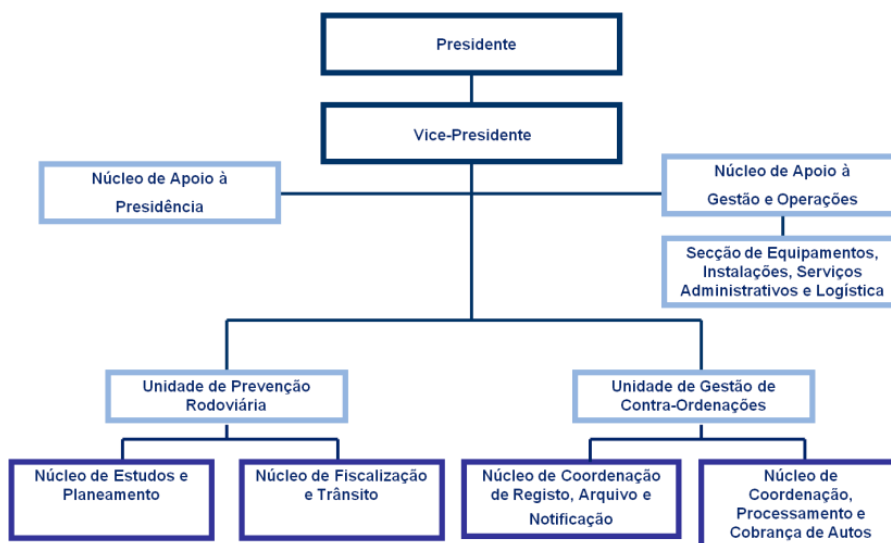 Presidente
Vice-Presidente
Núcleo de Apoio à
Presidência
Núcleo de Apoio à
Gestão e Operações
Secção de Equipamentos,
Instalações, Serviços
Administrativos e Logística
Unidade de Prevenção
Rodoviária
Unidade de Gestão de
Contra-Ordenações
Núcleo de Estudos e
Planeamento
Núcleo de Fiscalização
e Trânsito
Núcleo de Coordenação
de Registo, Arquivo e
Notificação
Núcleo de
Coordenação,
Processamento e
Cobrança de Autos